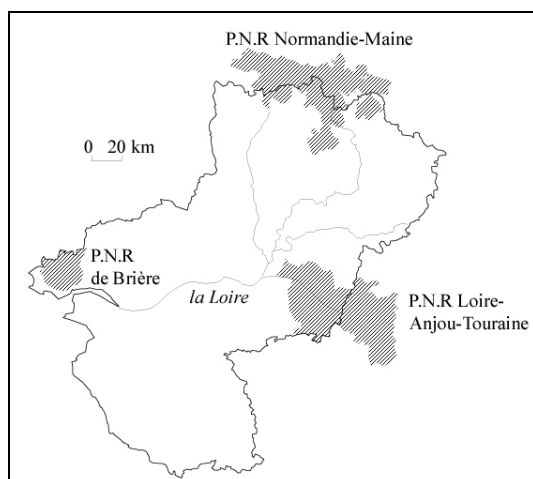 P.N.R Normandie-Maine
0 20 km
P.N.R
de Brière
la Loire
P.N.R Loire-
Anjou-Touraine